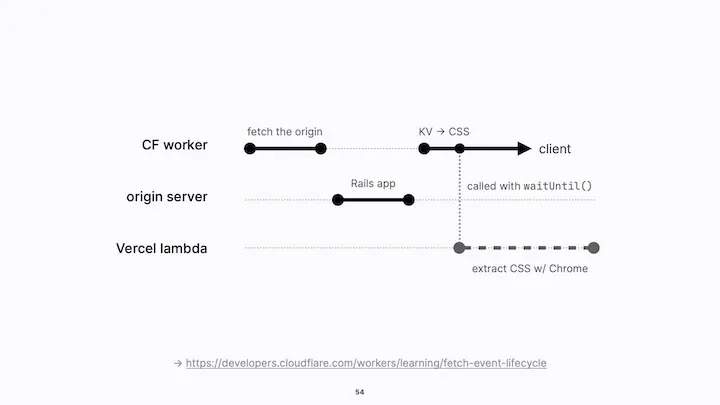 fetch the origin
KV → CSS
CF worker
client
Rails app
called with waitUntil()
origin server
Vercel lambda
extract CSS w/ Chrome
→ https://developers.cloudflare.com/workers/learning/fetch-event-lifecycle
54